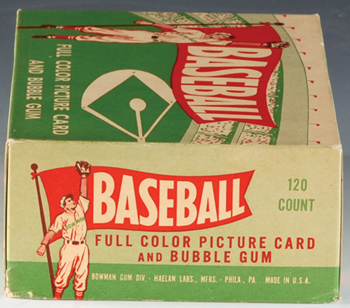 BASEBALL
FULL COLOR PICTURE CARD
AND BUBBLE GUM
BASEBALL
120
COUNT
FULL COLOR PICTURE CARD
AND BUBBLE GUM
BOWMAN GUM DIV. - HAELAN LABS., MFRS. - PHILA., PA MADE IN U.S.A.